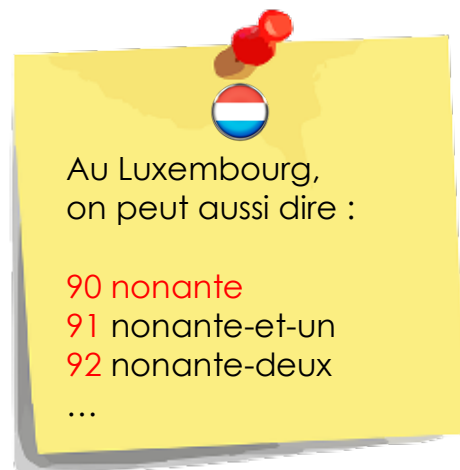 Au Luxembourg,
on peut aussi dire :
90 nonante
91 nonante-et-un
92 nonante-deux
...